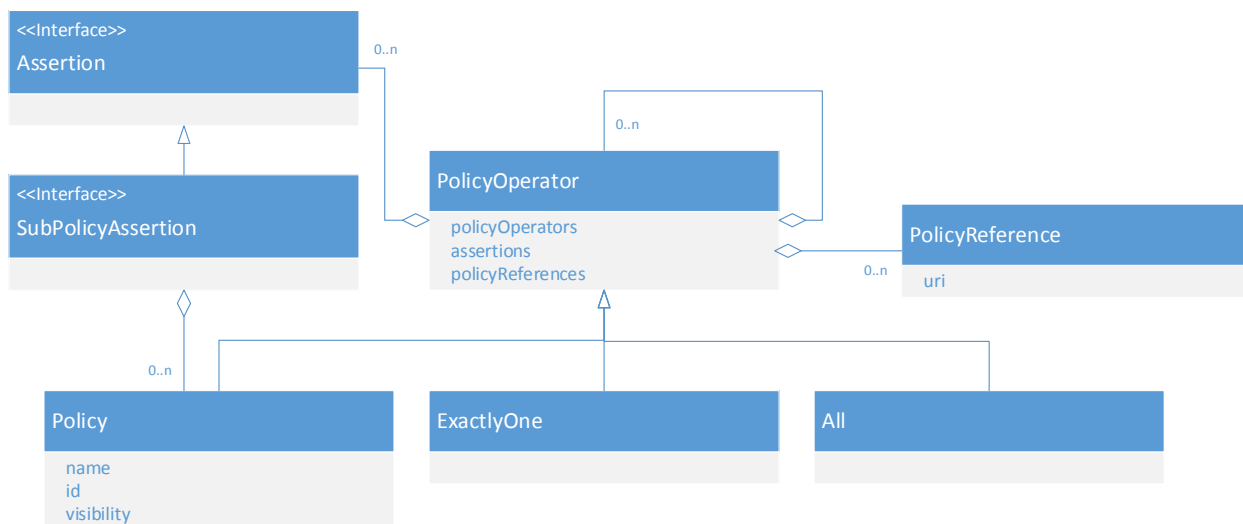 <<Interface>>
Assertion
0..n
<<Interface>>
SubPolicyAssertion
0..n
PolicyOperator
policyOperators
assertions
policyReferences
PolicyReference
uri
0..n
0..n
Policy
name
id
visibility
ExactlyOne
All